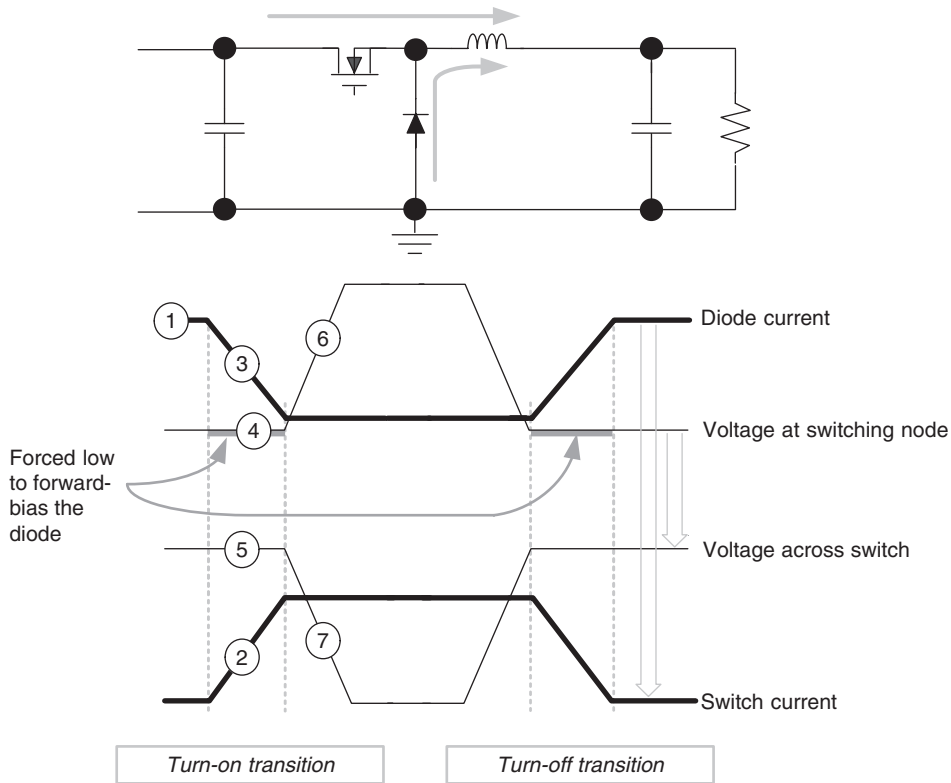 1
6
Diode current
3
4
Voltage at switching node
Forced low
to forward-
bias the
diode
5
Voltage across switch
2
7
Switch current
Turn-on transition
Turn-off transition